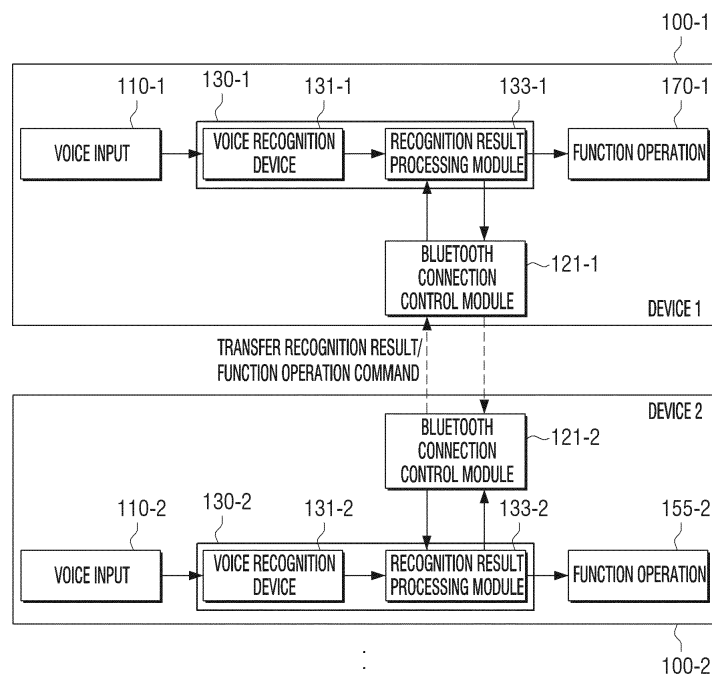 100-1
110-1
130-1
131-1
133-1
170-1
VOICE INPUT
VOICE RECOGNITION
DEVICE
RECOGNITION RESULT
PROCESSING MODULE
FUNCTION OPERATION
BLUETOOTH
CONNECTION
CONTROL MODULE
121-1
DEVICE 1
TRANSFER RECOGNITION RESULT/
FUNCTION OPERATION COMMAND
DEVICE 2
BLUETOOTH
CONNECTION
CONTROL MODULE
121-2
110-2
130-2
131-2
133-2
155-2
VOICE INPUT
VOICE RECOGNITION
DEVICE
RECOGNITION RESULT
PROCESSING MODULE
FUNCTION OPERATION
100-2